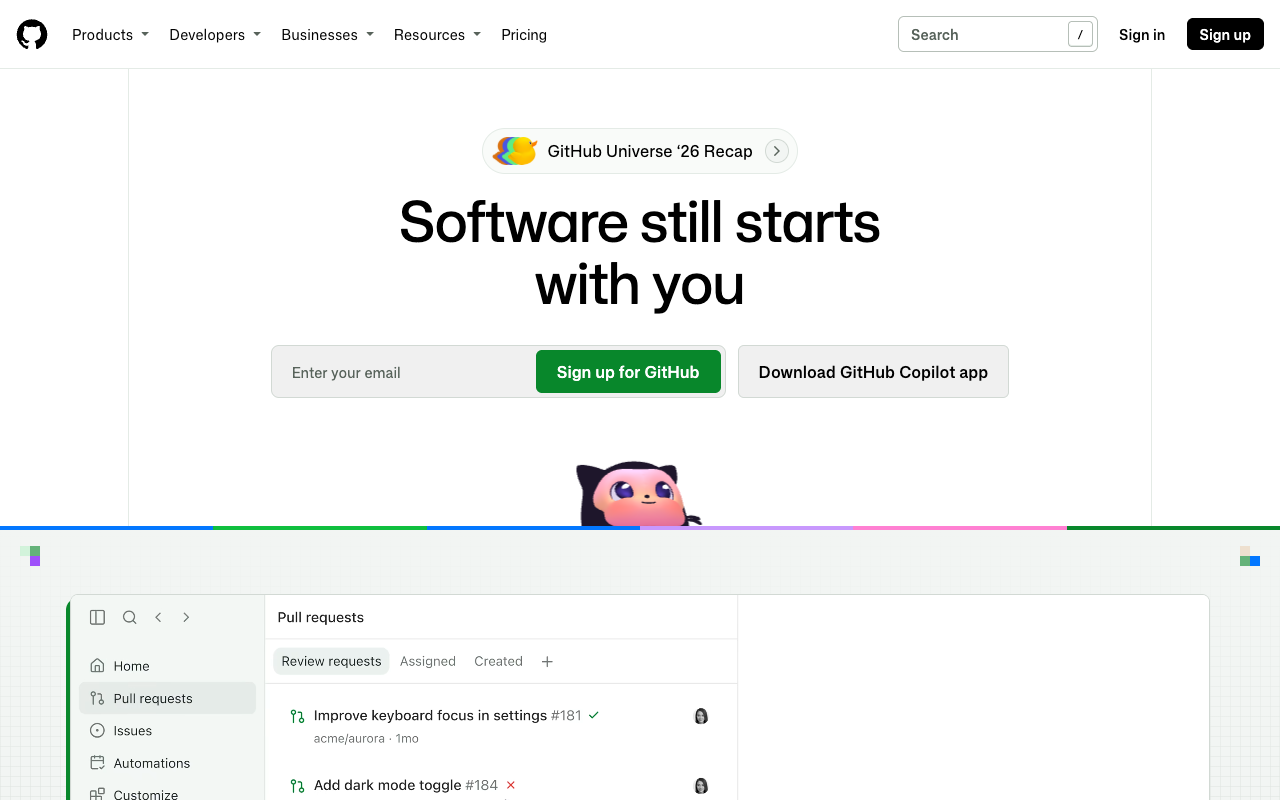 Products
Developers
Businesses
Resources
Pricing
Search
/
Sign in
Sign up
GitHub Universe ‘26 Recap
Software still starts
with you
Enter your email
Sign up for GitHub
Download GitHub Copilot app
Home
Pull requests
Issues
Automations
Customize
Pull requests
Review requests
Assigned
Created
Improve keyboard focus in settings #181
acme/aurora · 1mo
Add dark mode toggle #184